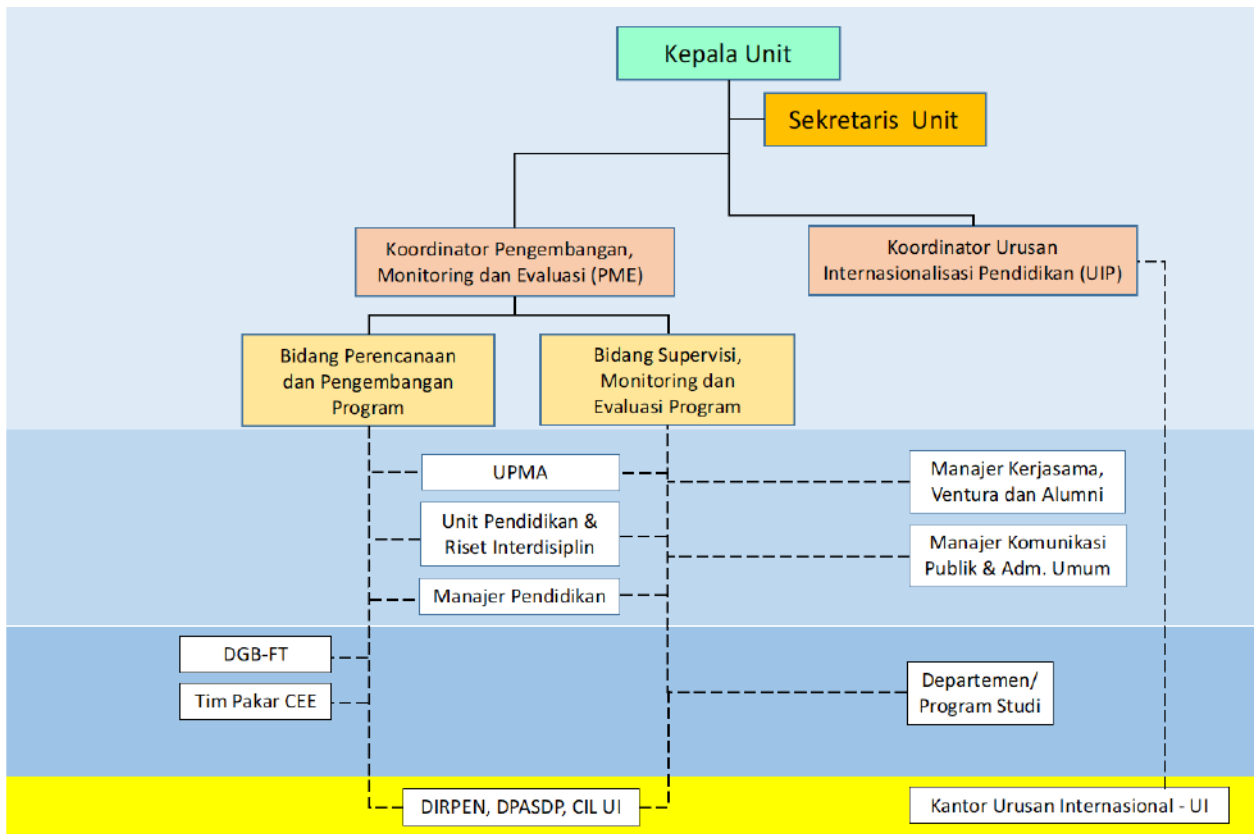 Kepala Unit
Sekretaris Unit
Koordinator Pengembangan,
Monitoring dan Evaluasi (PME)
Koordinator Urusan
Internasionalisasi Pendidikan (UIP)
Bidang Perencanaan
dan Pengembangan
Program
Bidang Supervisi,
Monitoring dan
Evaluasi Program
UPMA
Manajer Kerjasama,
Ventura dan Alumni
Unit Pendidikan &
Riset Interdisiplin
Manajer Komunikasi
Publik & Adm. Umum
Manajer Pendidikan
DGB-FT
Tim Pakar CEE
Departemen/
Program Studi
DIRPEN, DPASDP, CIL UI
Kantor Urusan Internasional - UI